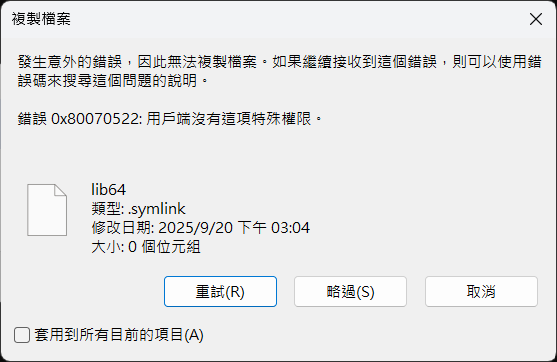 複製檔案
發生意外的錯誤，因此無法複製檔案。如果繼續接收到這個錯誤，則可以使用錯
誤碼來搜尋這個問題的說明。
錯誤 0x80070522: 用戶端沒有這項特殊權限。
lib64
類型: .symlink
修改日期: 2025/9/20 下午 03:04
大小: 0 個位元組
重試(R)
略過(S)
取消
套用到所有目前的項目(A)